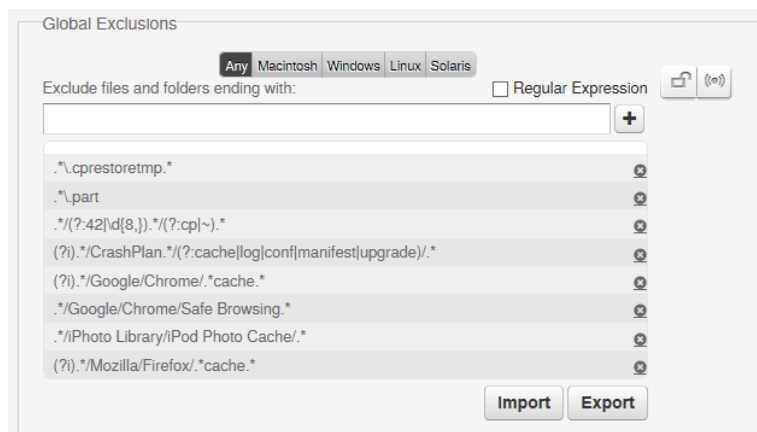 Global Exclusions
Any Macintosh Windows Linux Solaris
Exclude files and folders ending with: Regular Expression
+
.*\.cprestoretmp.*
.*\.part
.*/(?:42|\d{8,}).*/(?:cp|~).*
(?i).*/CrashPlan.*/(?:cache|log|conf|manifest|upgrade)/.*
(?i).*/Google/Chrome/.*cache.*
.*/Google/Chrome/Safe Browsing.*
.*/iPhoto Library/iPod Photo Cache/.*
(?i).*/Mozilla/Firefox/.*cache.*
Import Export